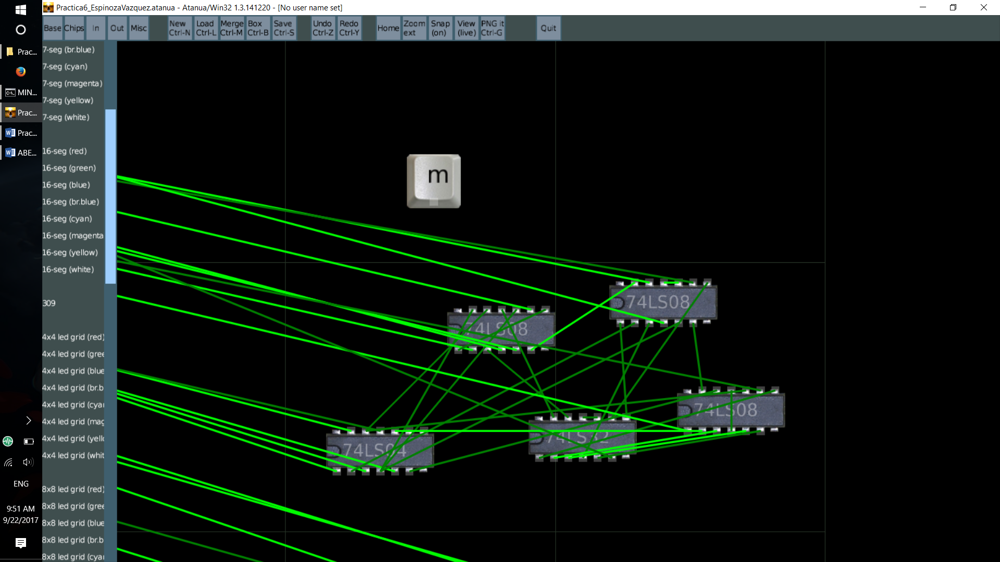 Practica6_EspinozaVazquez.atanua - Atanua/Win32 1.3.141220 - [No user name set]
Base Chips In Out Misc
New Ctrl-N
Load Ctrl-L
Merge Ctrl-M
Box Ctrl-B
Save Ctrl-S
Undo Ctrl-Z
Redo Ctrl-Y
Home
Zoom ext
Snap (on)
View (live)
PNG it Ctrl-G
Quit
Prac...
MIN...
Prac...
Prac...
ABE...
ENG
9:51 AM
9/22/2017
7-seg (br.blue)
7-seg (cyan)
7-seg (magenta)
7-seg (yellow)
7-seg (white)
16-seg (red)
16-seg (green)
16-seg (blue)
16-seg (br.blue)
16-seg (cyan)
16-seg (magenta
16-seg (yellow)
16-seg (white)
309
4x4 led grid (red)
4x4 led grid (gree
4x4 led grid (blue
4x4 led grid (br.b
4x4 led grid (cyar
4x4 led grid (mag
4x4 led grid (yell
4x4 led grid (whit
8x8 led grid (red)
8x8 led grid (gree
8x8 led grid (blue
8x8 led grid (br.b
8x8 led grid (cyar
m
74LS08
74LS08
74LS08
74LS32
74LS04